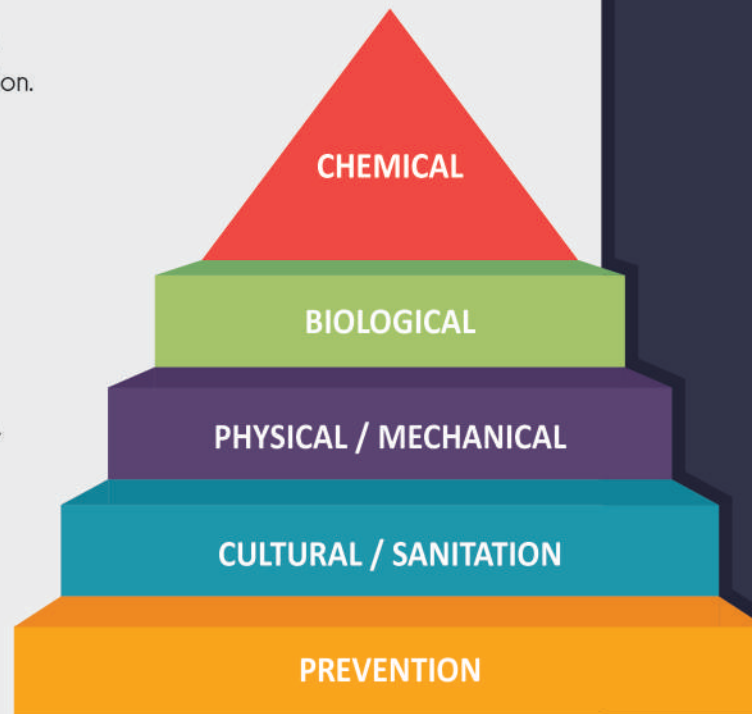 on.
CHEMICAL
BIOLOGICAL
PHYSICAL / MECHANICAL
CULTURAL / SANITATION
PREVENTION